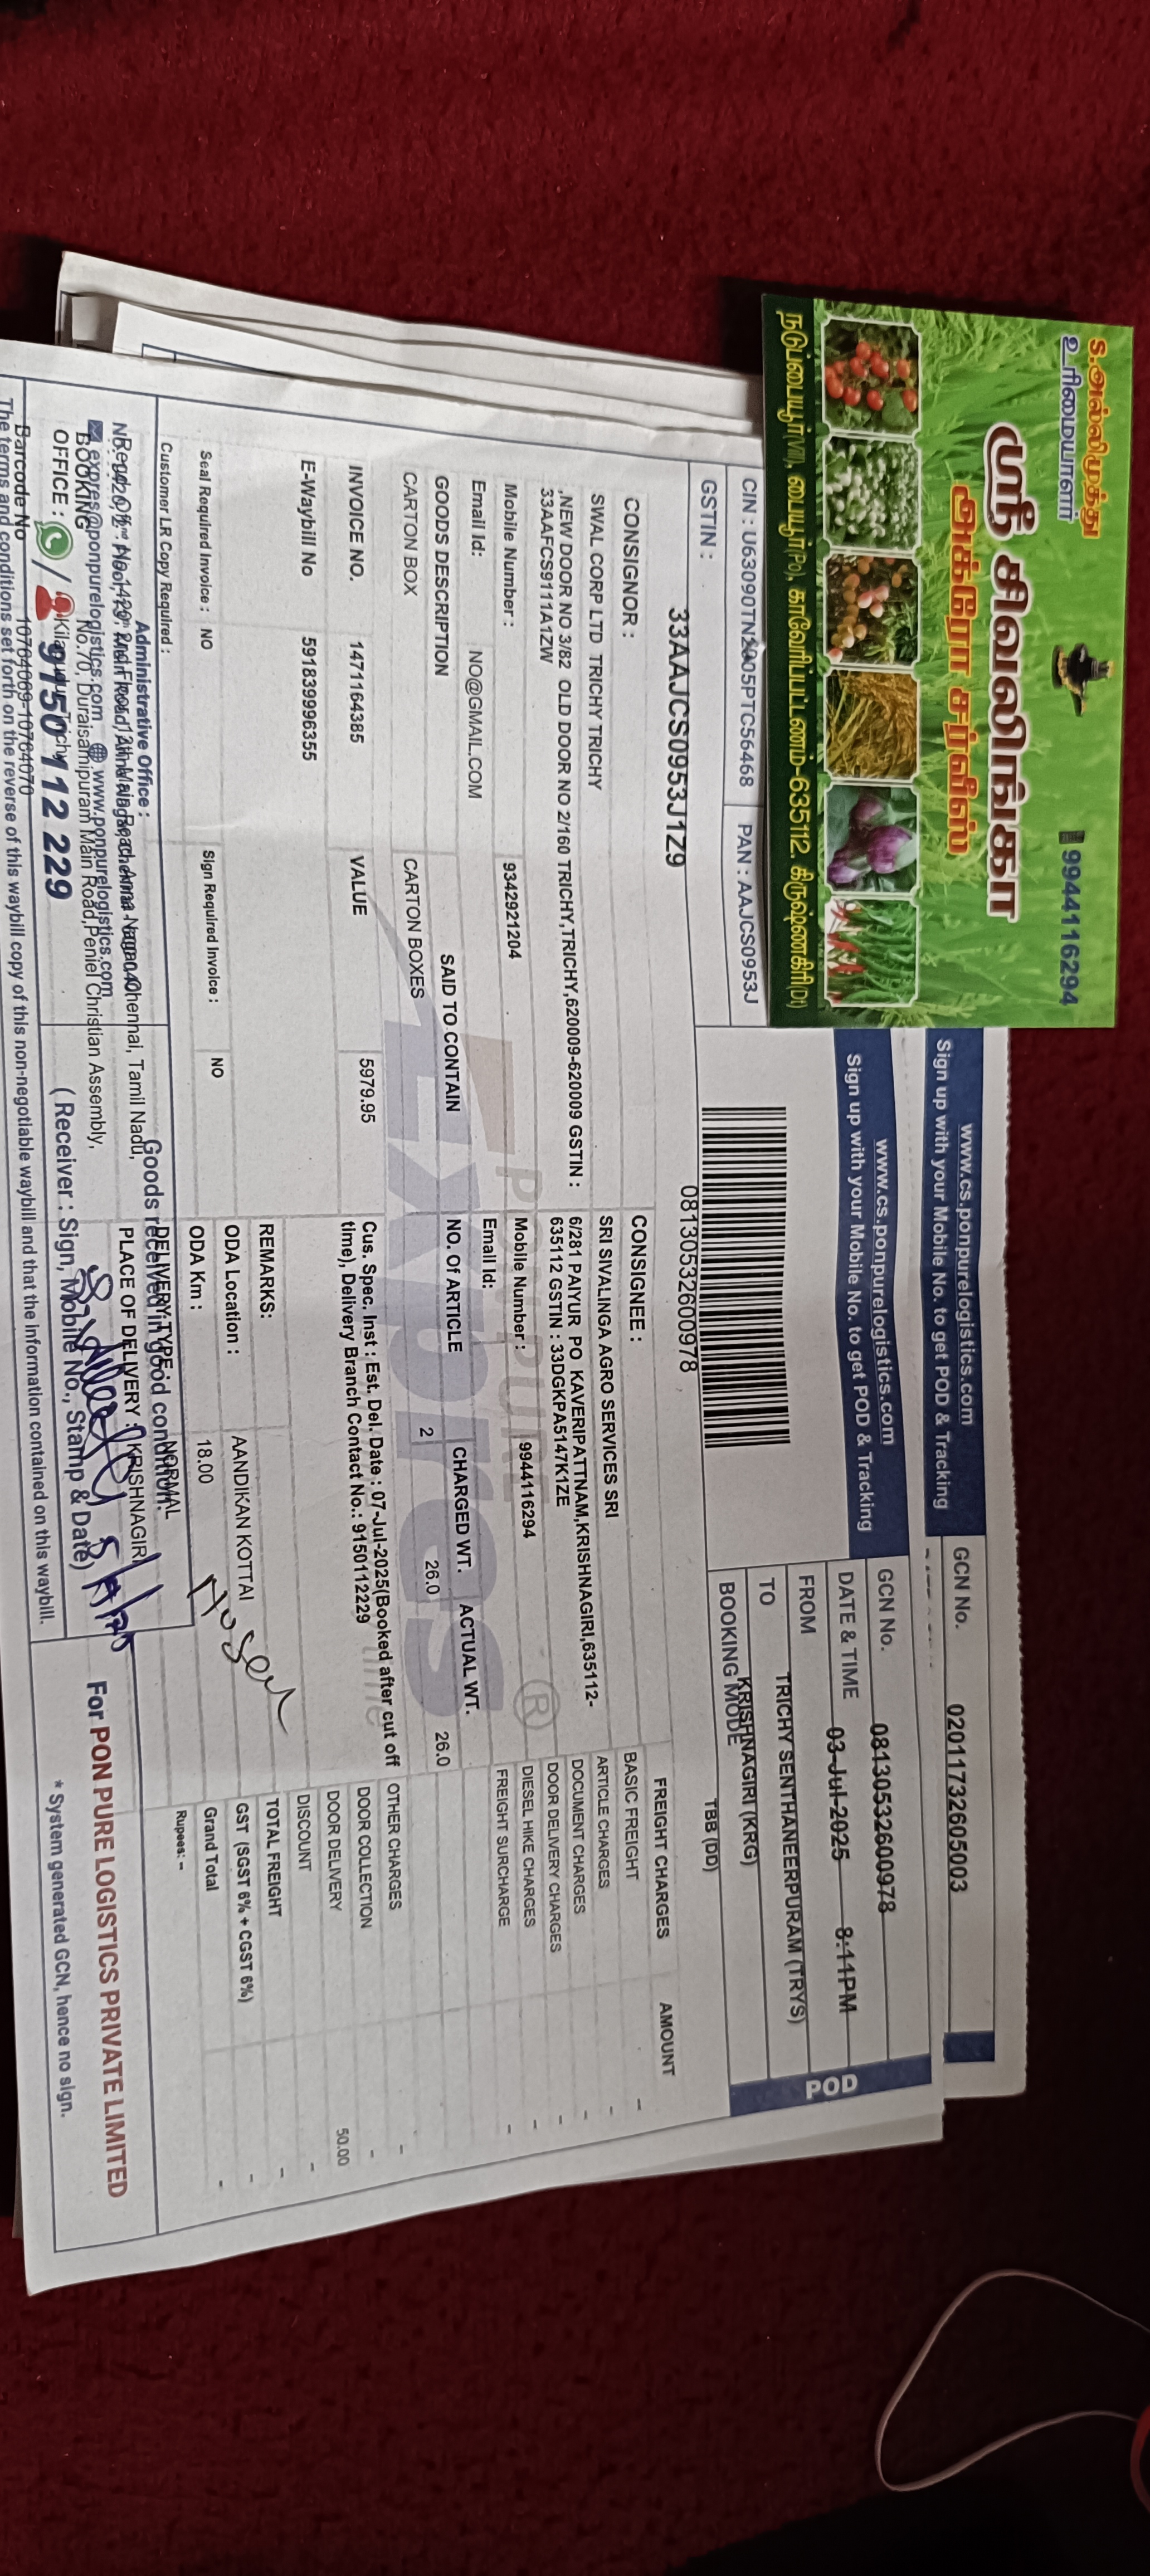 ச.அல்லிமுத்து
உரிமையாளர்
9944116294
ஸ்ரீ சிவலிங்கா
அக்ரோ சர்வீஸ்
நடுப்பையூர்(Vill), பையூர்(Po), காவேரிப்பட்டணம்-635112. கிருஷ்ணகிரி(Dt)
www.cs.ponpurelogistics.com
Sign up with your Mobile No. to get POD & Tracking
GCN No. 02011732605003
www.cs.ponpurelogistics.com
Sign up with your Mobile No. to get POD & Tracking
GCN No. 08130532600978
DATE & TIME 03-Jul-2025 8:11PM
FROM TRICHY SENTHANEERPURAM (TRYS)
TO KRISHNAGIRI (KRG)
BOOKING MODE TBB (DD)
POD
CIN : U63090TN2005PTC56468 PAN : AAJCS0953J
GSTIN :
33AAJCS0953J1Z9
08130532600978
CONSIGNOR :
SWAL CORP LTD TRICHY TRICHY
,NEW DOOR NO 3/82 OLD DOOR NO 2/160 TRICHY,TRICHY,620009-620009 GSTIN :
33AAFCS9111A1ZW
Mobile Number : 9342921204
Email Id: NO@GMAIL.COM
CONSIGNEE :
SRI SIVALINGA AGRO SERVICES SRI
6/281 PAIYUR PO KAVERIPATTNAM,KRISHNAGIRI,635112-
635112 GSTIN : 33DGKPA5147K1ZE
Mobile Number : 9944116294
Email Id:
FREIGHT CHARGES AMOUNT
BASIC FREIGHT -
ARTICLE CHARGES -
DOCUMENT CHARGES -
DOOR DELIVERY CHARGES -
DIESEL HIKE CHARGES -
FREIGHT SURCHARGE -
OTHER CHARGES -
DOOR COLLECTION -
DOOR DELIVERY 50.00
DISCOUNT -
TOTAL FREIGHT -
GST (SGST 6% + CGST 6%) -
Grand Total -
Rupees: --
GOODS DESCRIPTION SAID TO CONTAIN NO. Of ARTICLE CHARGED WT. ACTUAL WT.
CARTON BOX CARTON BOXES 2 26.0 26.0
INVOICE NO. 1471164385 VALUE 5979.95
E-Waybill No 591839996355
Cus. Spec. Inst : Est. Del. Date : 07-Jul-2025(Booked after cut off
time), Delivery Branch Contact No.: 9150112229
REMARKS:
ODA Location : AANDIKAN KOTTAI
ODA Km : 18.00
No Seal
Seal Required Invoice : NO Sign Required Invoice : NO
Customer LR Copy Required :
DELIVERY TYPE : NORMAL
PLACE OF DELIVERY : KRISHNAGIRI
Administrative Office :
express@ponpurelogistics.com www.ponpurelogistics.com
BOOKING No.70, Duraisamipuram Main Road,Peniel Christian Assembly,
OFFICE : / 9150 112 229
Goods received in good condition.
( Receiver : Sign, Mobile No., Stamp & Date)
Barcode No 10764069-10764070
The terms and conditions set forth on the reverse of this waybill copy of this non-negotiable waybill and that the information contained on this waybill.
For PON PURE LOGISTICS PRIVATE LIMITED
* System generated GCN, hence no sign.